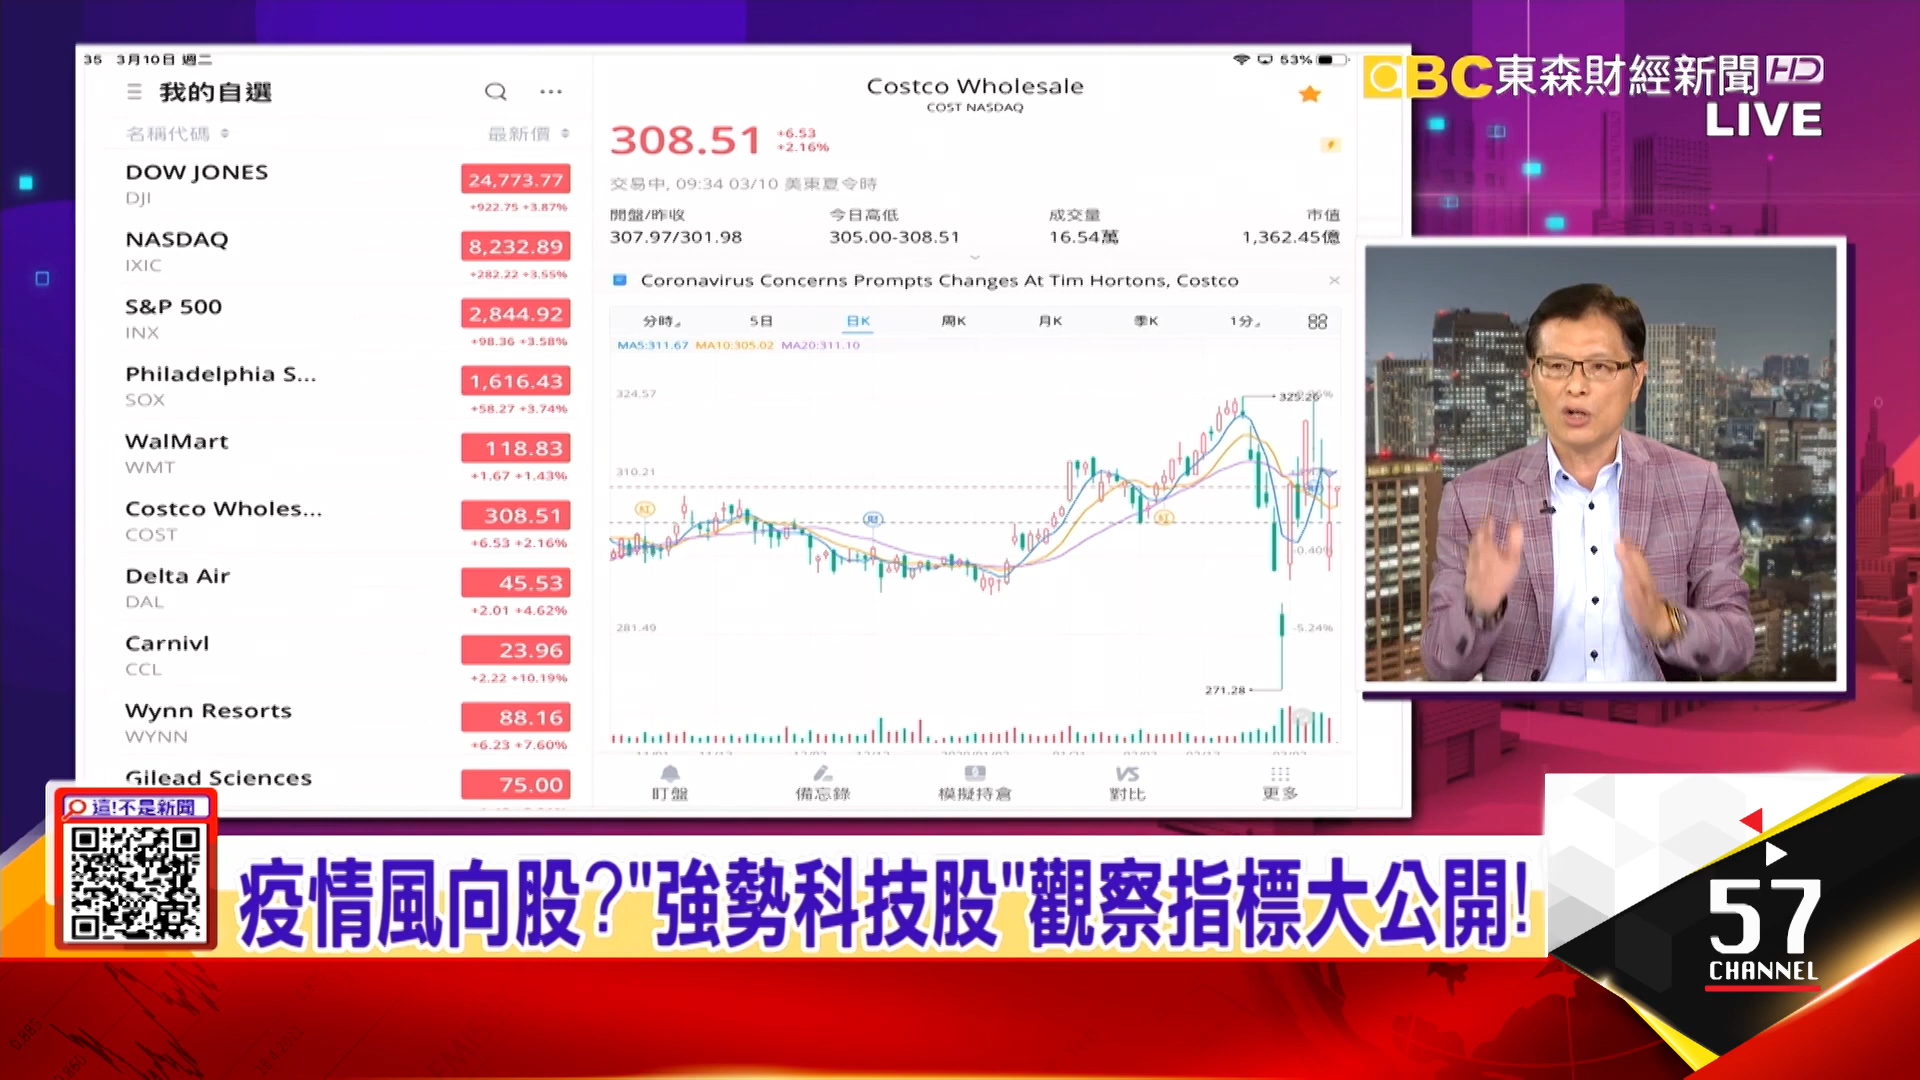 35 3月10日 週二
53%
我的自選
名稱代碼
最新價
DOW JONES
DJI
24,773.77
+922.75 +3.87%
NASDAQ
IXIC
8,232.89
+282.22 +3.55%
S&P 500
INX
2,844.92
+98.36 +3.58%
Philadelphia S...
SOX
1,616.43
+58.27 +3.74%
WalMart
WMT
118.83
+1.67 +1.43%
Costco Wholes...
COST
308.51
+6.53 +2.16%
Delta Air
DAL
45.53
+2.01 +4.62%
Carnivl
CCL
23.96
+2.22 +10.19%
Wynn Resorts
WYNN
88.16
+6.23 +7.60%
Gilead Sciences
75.00
Costco Wholesale
COST NASDAQ
308.51
+6.53
+2.16%
交易中, 09:34 03/10 美東夏令時
開盤/昨收
307.97/301.98
今日高低
305.00-308.51
成交量
16.54萬
市值
1,362.45億
Coronavirus Concerns Prompts Changes At Tim Hortons, Costco
分時 5日 日K 周K 月K 季K 1分
MA5:311.67 MA10:305.02 MA20:311.10
324.57
325.26
310.21
紅
財
紅
-0.40%
281.49
-5.24%
271.28
盯盤
備忘錄
模擬持倉
VS
對比
更多
EBC東森財經新聞HD
LIVE
這!不是新聞
疫情風向股?"強勢科技股"觀察指標大公開!
57
CHANNEL